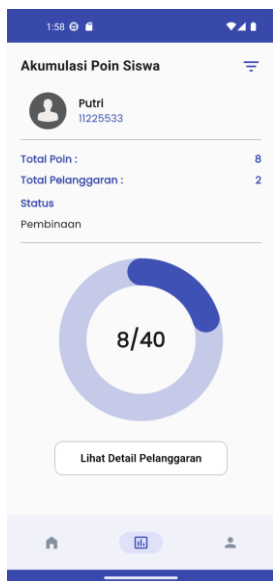 1:58
Akumulasi Poin Siswa
Putri
11225533
Total Poin : 8
Total Pelanggaran : 2
Status
Pembinaan
8/40
Lihat Detail Pelanggaran